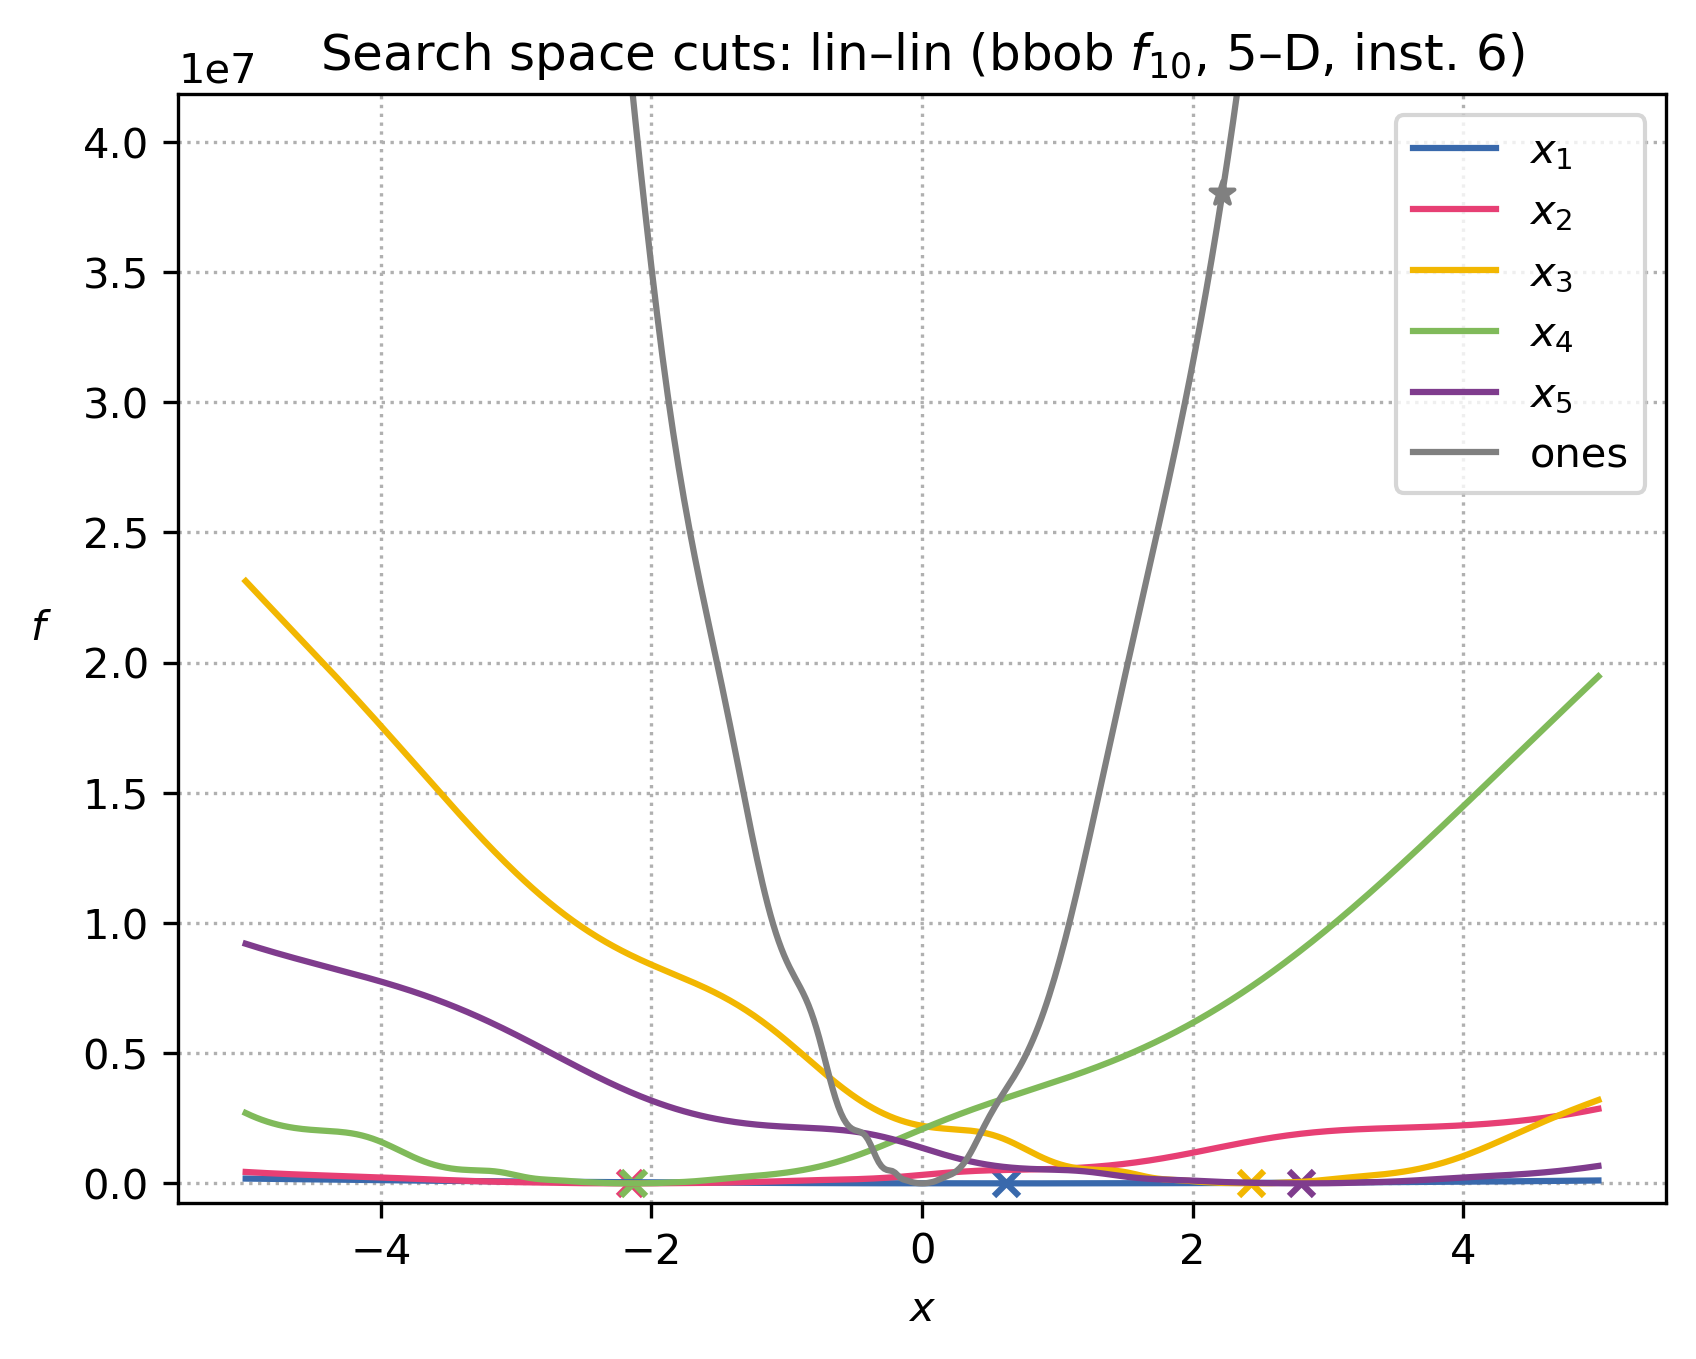 Search space cuts: lin–lin (bbob f10, 5–D, inst. 6)
1e7
4.0
3.5
3.0
2.5
2.0
1.5
1.0
0.5
0.0
f
−4 −2 0 2 4
x
x1
x2
x3
x4
x5
ones